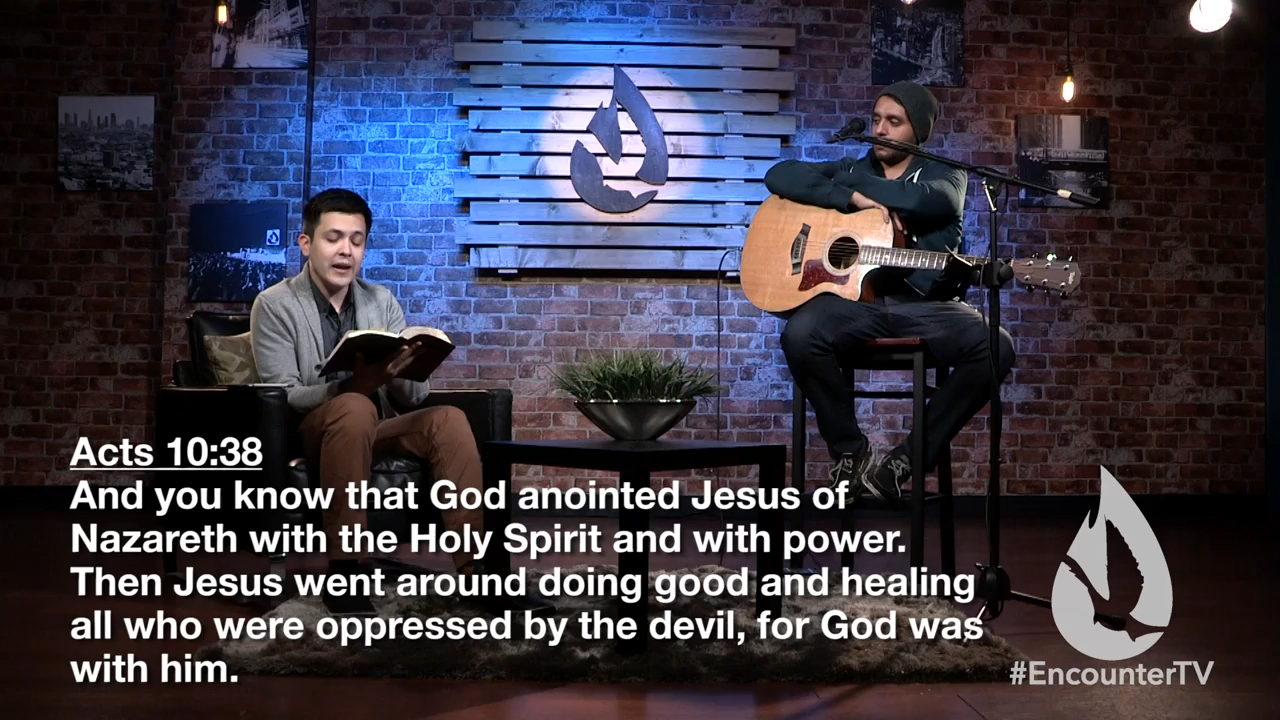 Acts 10:38
And you know that God anointed Jesus of
Nazareth with the Holy Spirit and with power.
Then Jesus went around doing good and healing
all who were oppressed by the devil, for God was
with him.
#EncounterTV